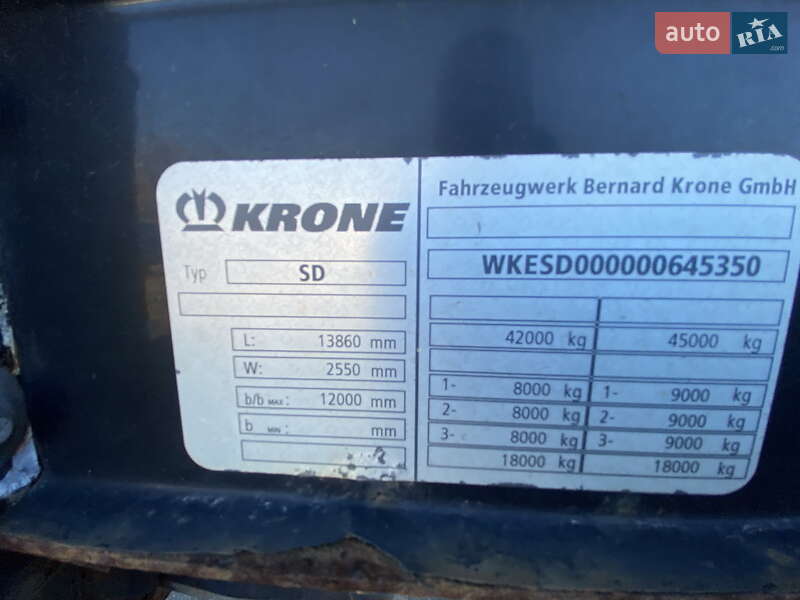 auto RIA.com
KRONE
Typ SD
L: 13860 mm
W: 2550 mm
b/b MAX: 12000 mm
b MIN: mm
Fahrzeugwerk Bernard Krone GmbH
WKESD000000645350
42000 kg 45000 kg
1- 8000 kg 1- 9000 kg
2- 8000 kg 2- 9000 kg
3- 8000 kg 3- 9000 kg
18000 kg 18000 kg